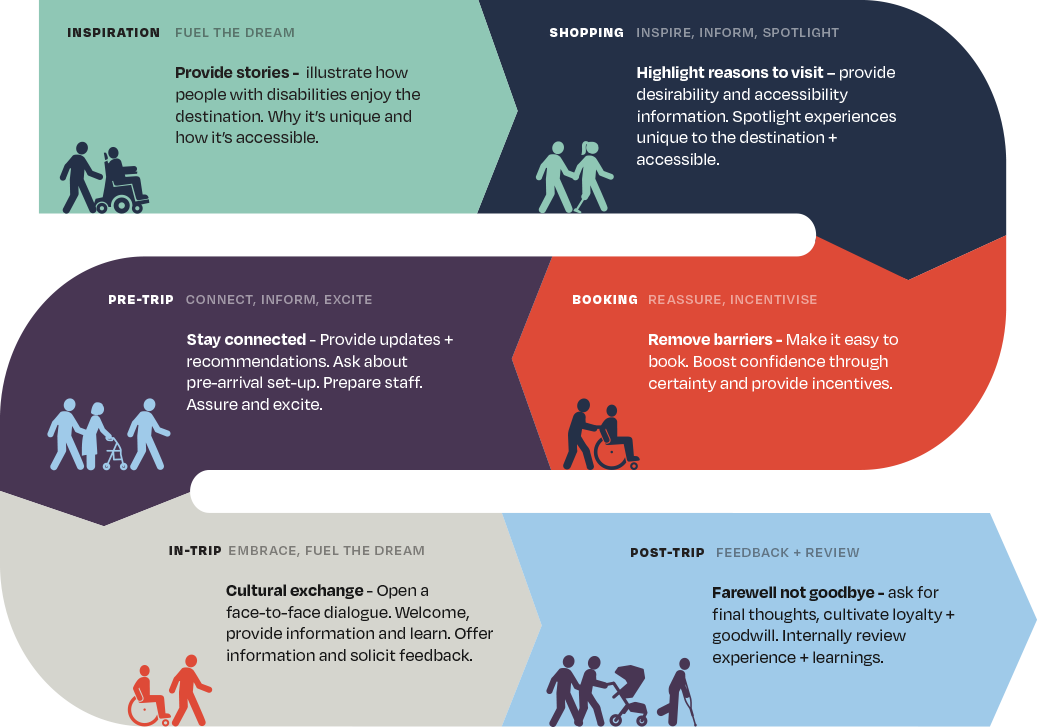 INSPIRATION FUEL THE DREAM
Provide stories - illustrate how
people with disabilities enjoy the
destination. Why it’s unique and
how it’s accessible.
SHOPPING INSPIRE, INFORM, SPOTLIGHT
Highlight reasons to visit – provide
desirability and accessibility
information. Spotlight experiences
unique to the destination +
accessible.
BOOKING REASSURE, INCENTIVISE
Remove barriers - Make it easy to
book. Boost confidence through
certainty and provide incentives.
PRE-TRIP CONNECT, INFORM, EXCITE
Stay connected - Provide updates +
recommendations. Ask about
pre-arrival set-up. Prepare staff.
Assure and excite.
IN-TRIP EMBRACE, FUEL THE DREAM
Cultural exchange - Open a
face-to-face dialogue. Welcome,
provide information and learn. Offer
information and solicit feedback.
POST-TRIP FEEDBACK + REVIEW
Farewell not goodbye - ask for
final thoughts, cultivate loyalty +
goodwill. Internally review
experience + learnings.